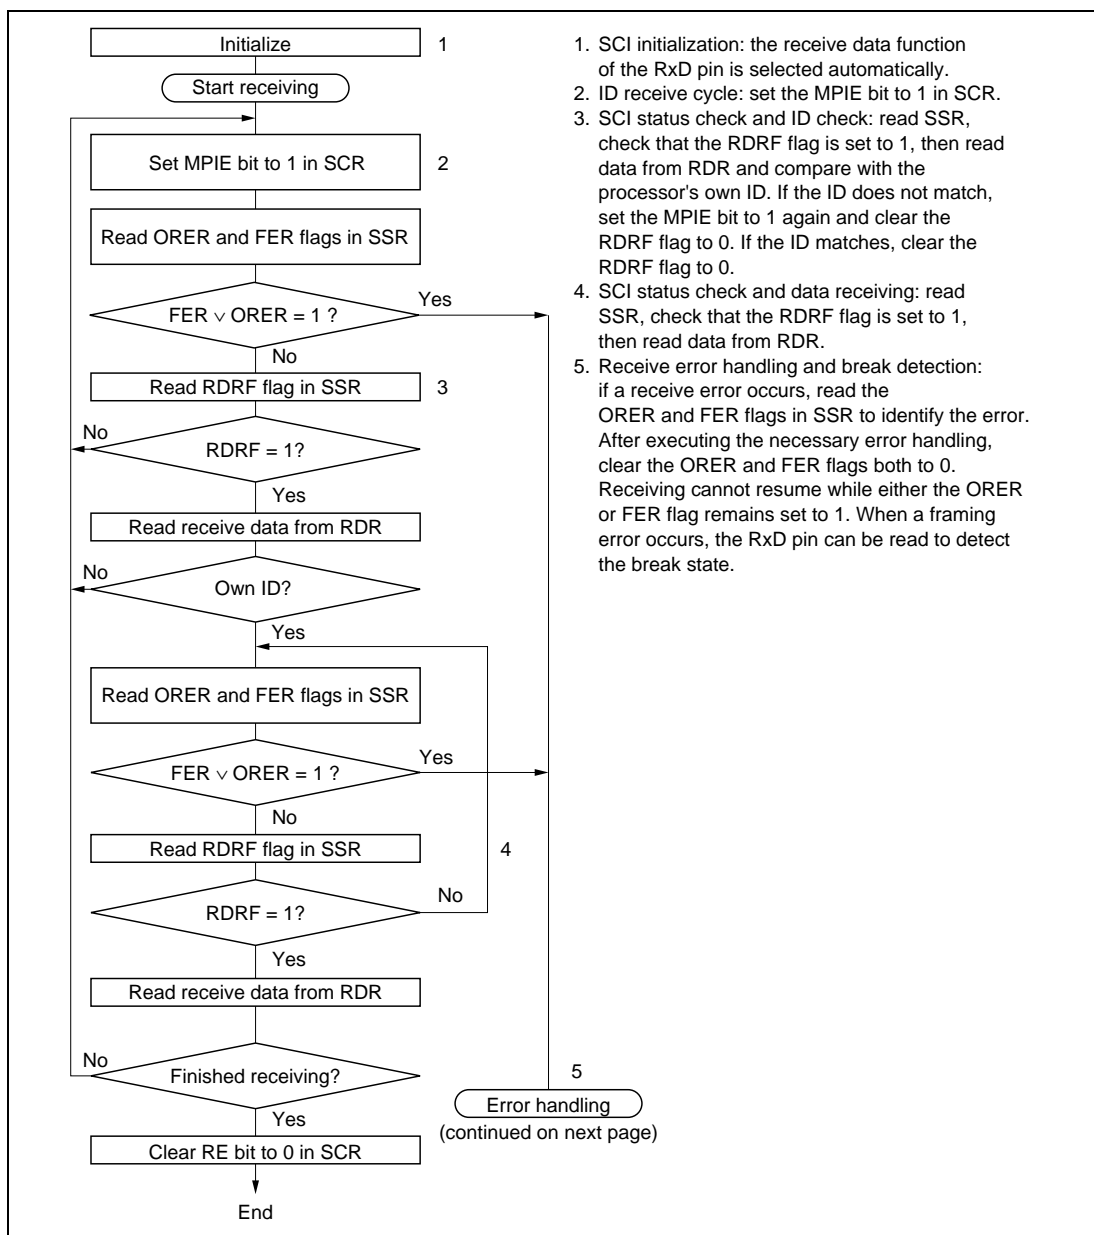 Initialize
1
Start receiving
Set MPIE bit to 1 in SCR
2
Read ORER and FER flags in SSR
FER ∨ ORER = 1 ?
Yes
No
Read RDRF flag in SSR
3
No
RDRF = 1?
Yes
Read receive data from RDR
No
Own ID?
Yes
Read ORER and FER flags in SSR
FER ∨ ORER = 1 ?
Yes
No
Read RDRF flag in SSR
4
RDRF = 1?
No
Yes
Read receive data from RDR
No
Finished receiving?
Yes
5
Error handling
(continued on next page)
Clear RE bit to 0 in SCR
End
1. SCI initialization: the receive data function
of the RxD pin is selected automatically.
2. ID receive cycle: set the MPIE bit to 1 in SCR.
3. SCI status check and ID check: read SSR,
check that the RDRF flag is set to 1, then read
data from RDR and compare with the
processor's own ID. If the ID does not match,
set the MPIE bit to 1 again and clear the
RDRF flag to 0. If the ID matches, clear the
RDRF flag to 0.
4. SCI status check and data receiving: read
SSR, check that the RDRF flag is set to 1,
then read data from RDR.
5. Receive error handling and break detection:
if a receive error occurs, read the
ORER and FER flags in SSR to identify the error.
After executing the necessary error handling,
clear the ORER and FER flags both to 0.
Receiving cannot resume while either the ORER
or FER flag remains set to 1. When a framing
error occurs, the RxD pin can be read to detect
the break state.